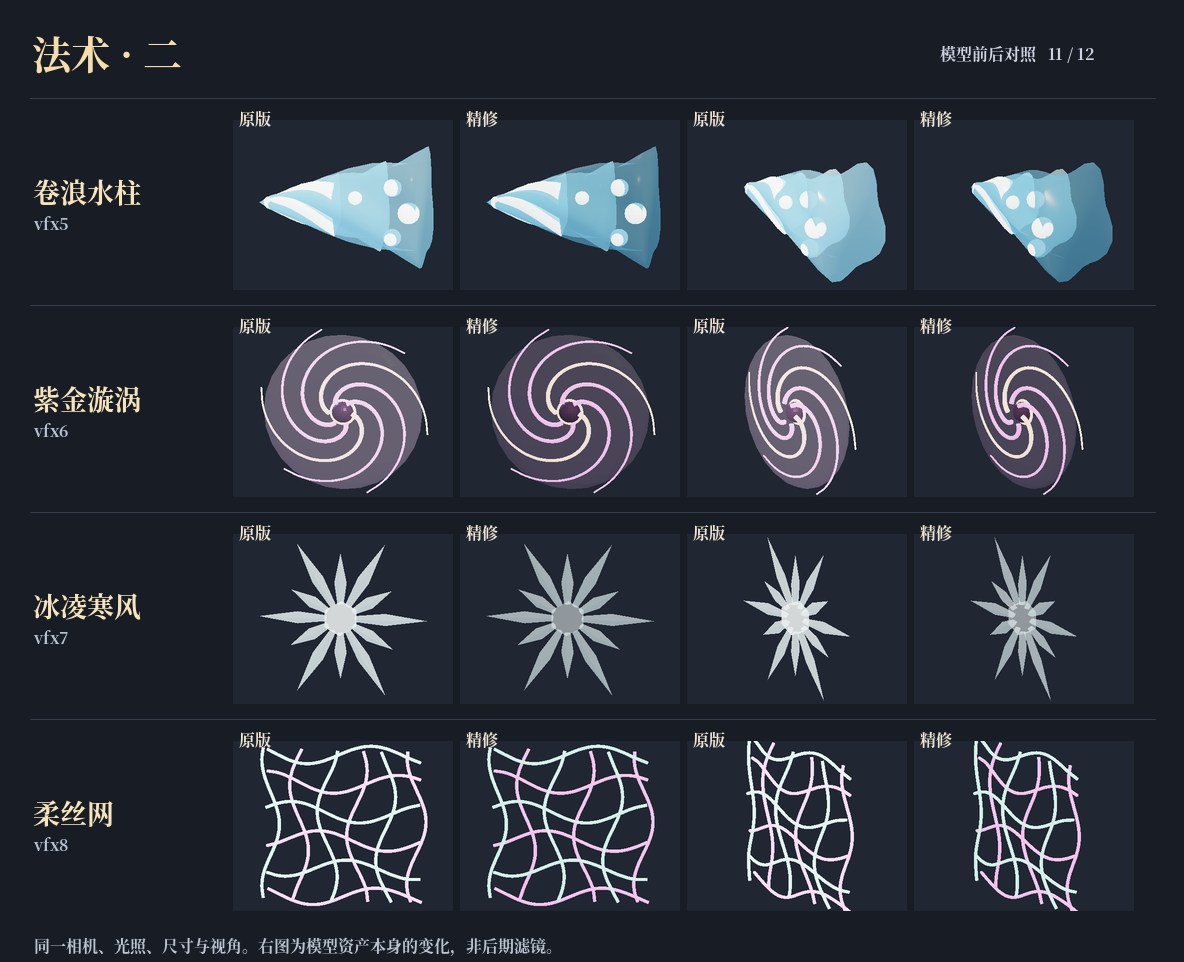 法术 · 二
模型前后对照 11 / 12
原版 精修 原版 精修
卷浪水柱
vfx5
原版 精修 原版 精修
紫金漩涡
vfx6
原版 精修 原版 精修
冰凌寒风
vfx7
原版 精修 原版 精修
柔丝网
vfx8
同一相机、光照、尺寸与视角。右图为模型资产本身的变化，非后期滤镜。